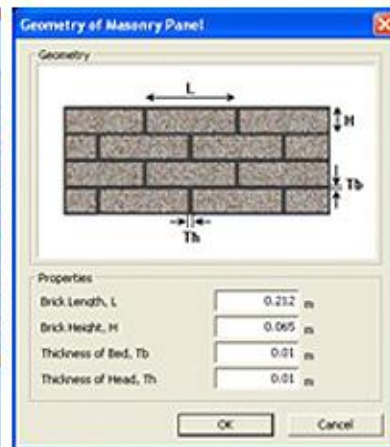 Geometry of Masonry Panel
Geometry
L
H
Tb
Th
Properties
Brick Length, L 0.212 m
Brick Height, H 0.065 m
Thickness of Bed, Tb 0.01 m
Thickness of Head, Th 0.01 m
OK Cancel